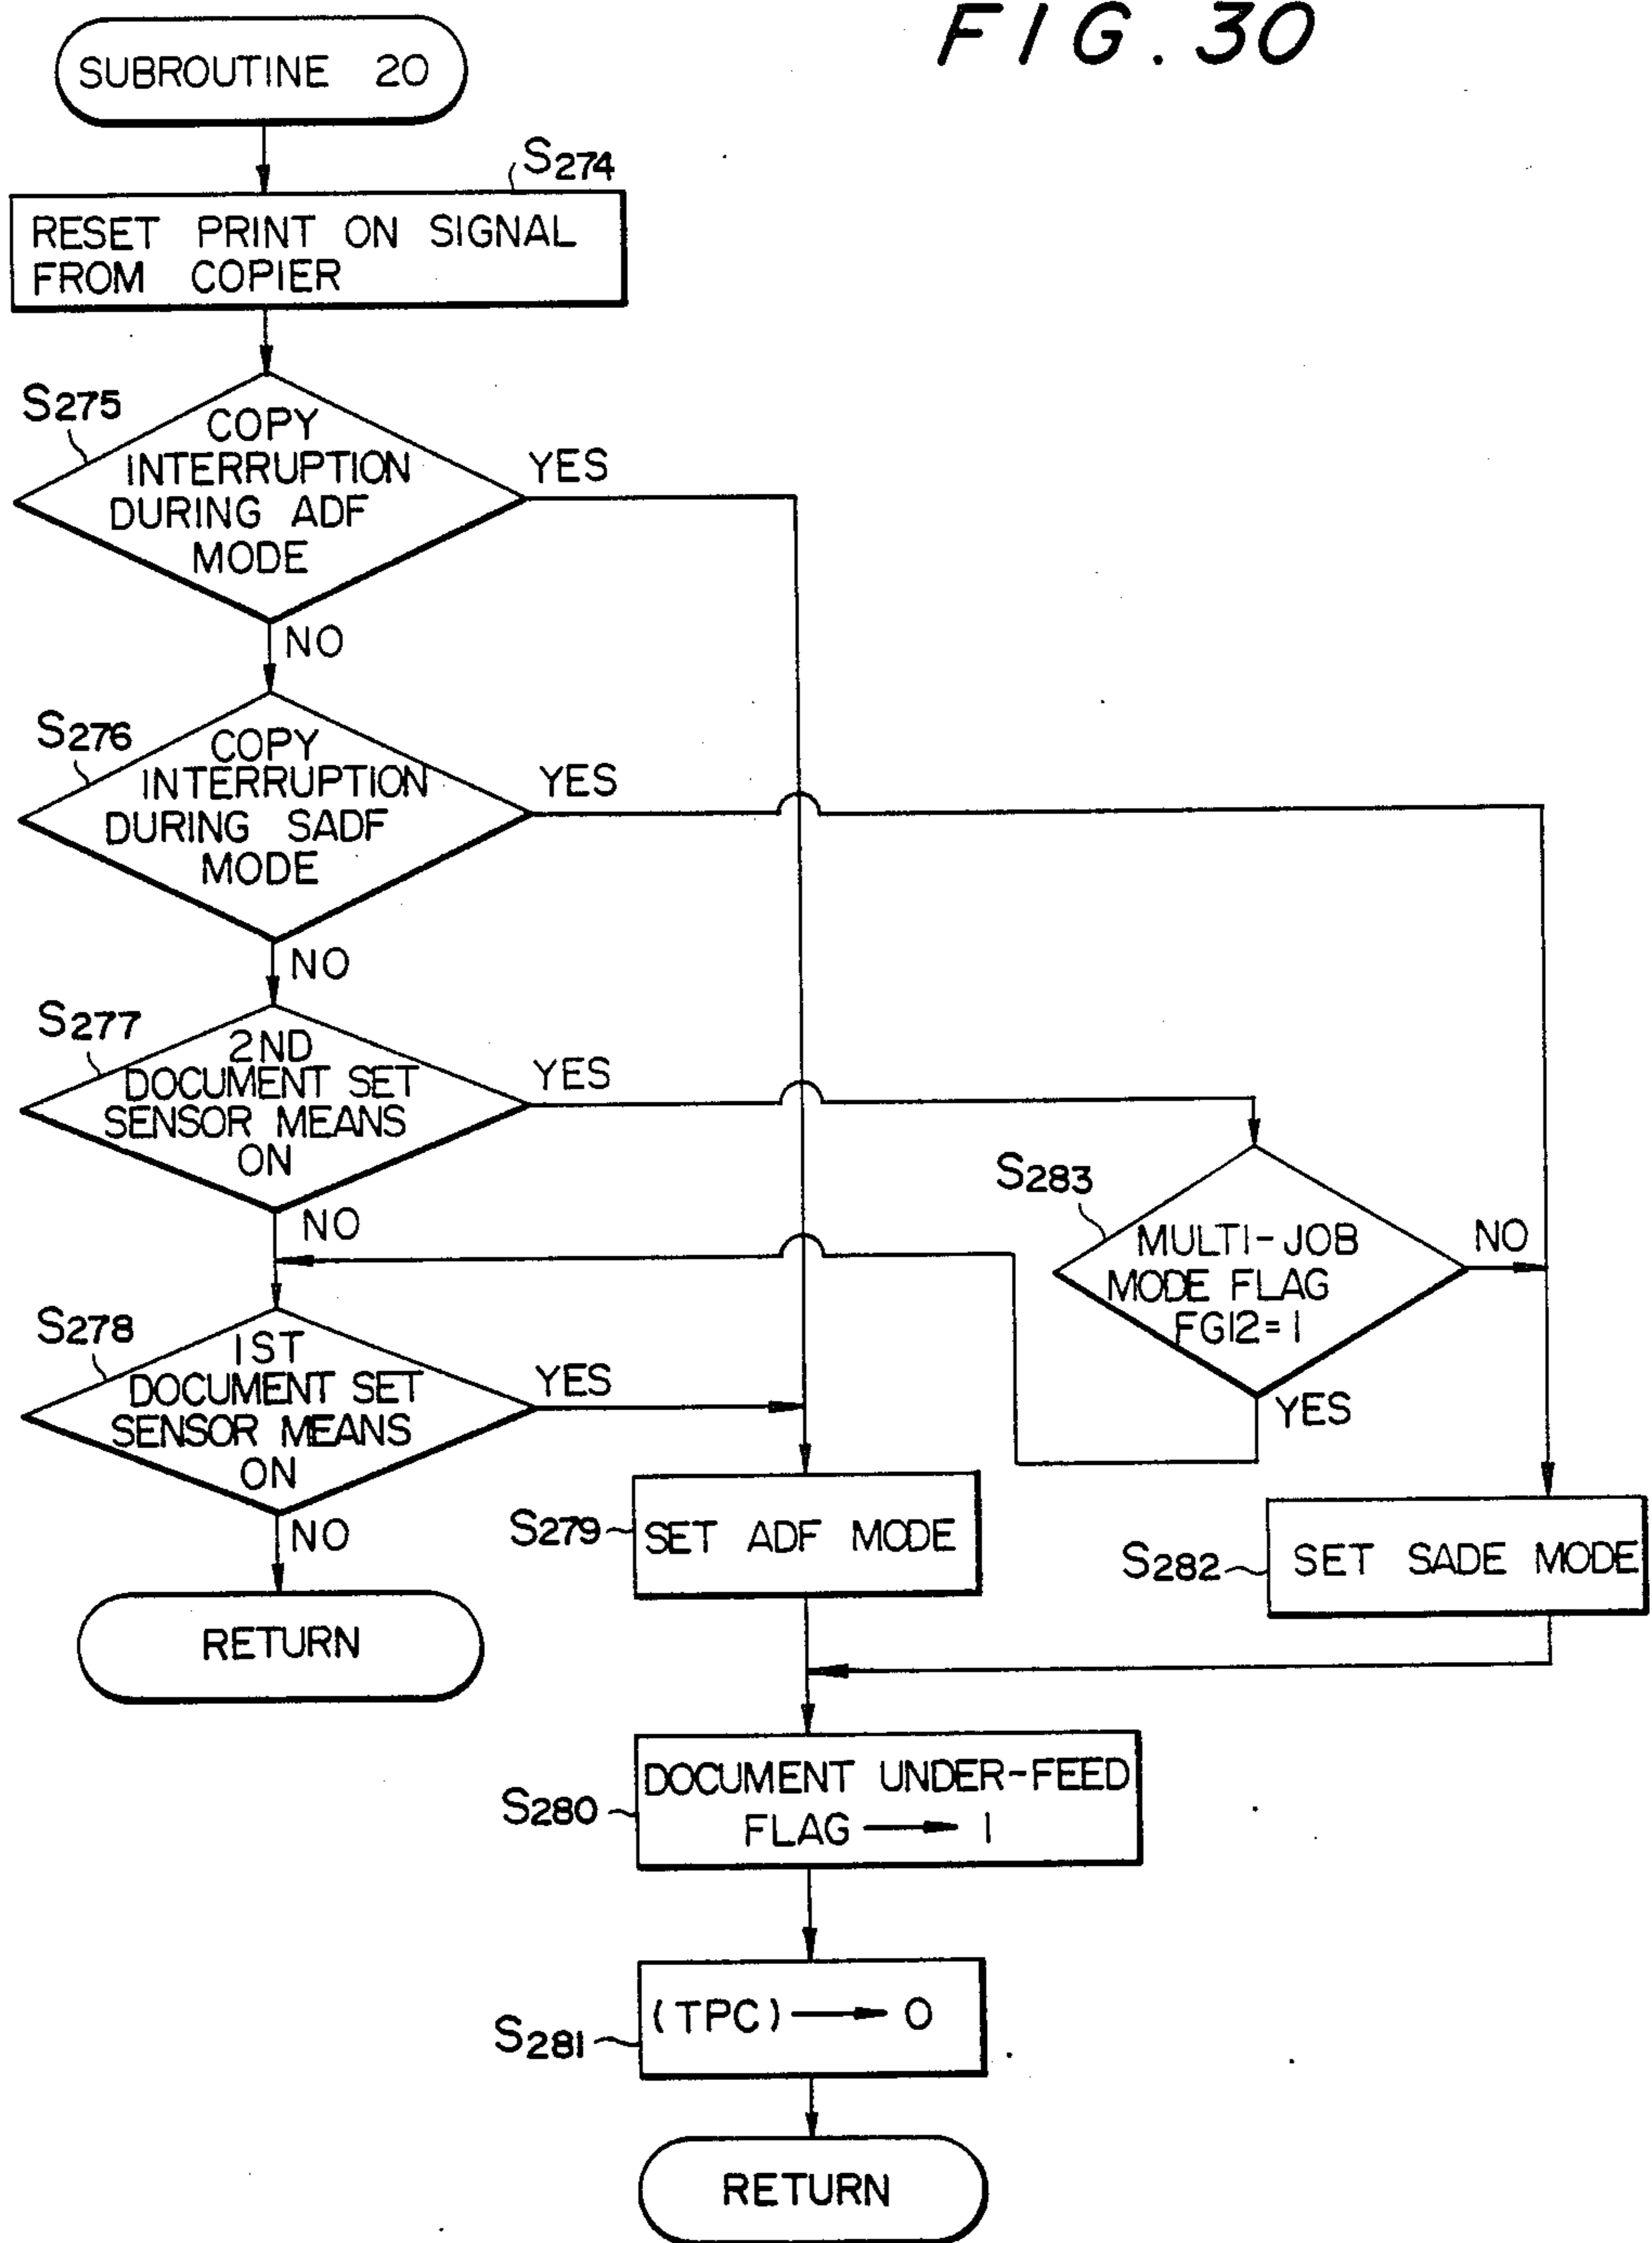 FIG. 30
SUBROUTINE 20
S274
RESET PRINT ON SIGNAL
FROM COPIER
S275
COPY
INTERRUPTION
DURING ADF
MODE
YES
NO
S276
COPY
INTERRUPTION
DURING SADF
MODE
YES
NO
S277
2ND
DOCUMENT SET
SENSOR MEANS
ON
YES
NO
S283
MULTI-JOB
MODE FLAG
FG12=1
NO
YES
S278
1ST
DOCUMENT SET
SENSOR MEANS
ON
YES
NO
RETURN
S279
SET ADF MODE
S282
SET SADE MODE
S280
DOCUMENT UNDER-FEED
FLAG → 1
S281
(TPC) → 0
RETURN